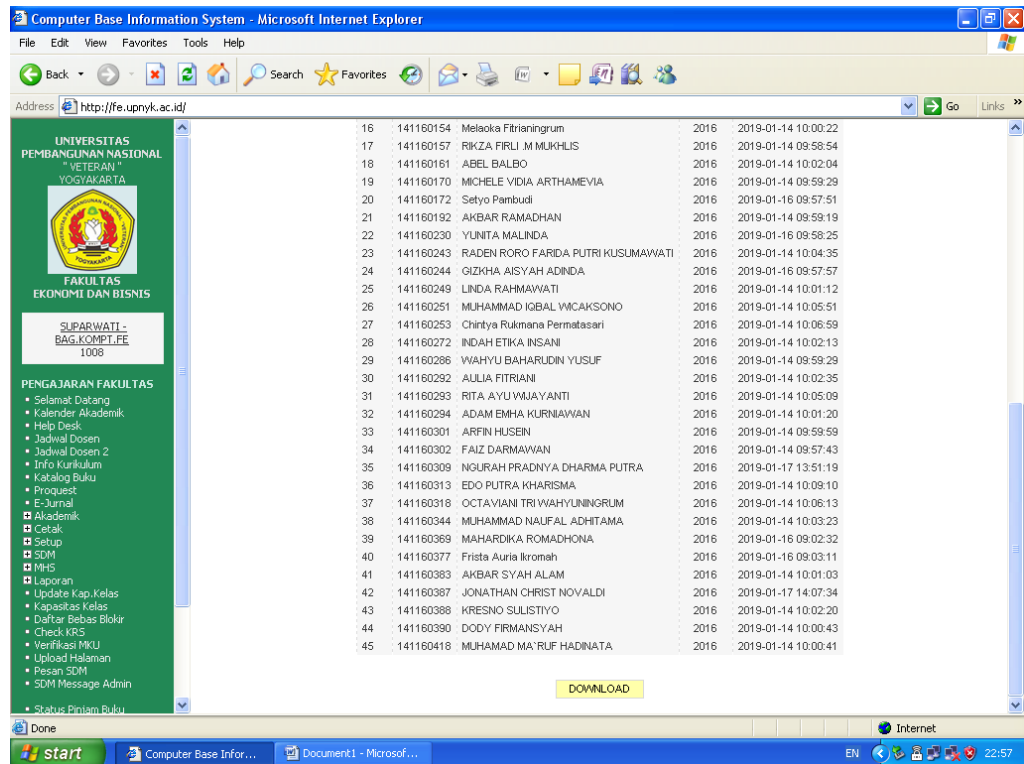 Computer Base Information System - Microsoft Internet Explorer
File Edit View Favorites Tools Help
Back Search Favorites
Address http://fe.upnyk.ac.id/ Go Links »
UNIVERSITAS
PEMBANGUNAN NASIONAL
" VETERAN "
YOGYAKARTA
FAKULTAS
EKONOMI DAN BISNIS
SUPARWATI -
BAG.KOMPT.FE
1008
PENGAJARAN FAKULTAS
Selamat Datang
Kalender Akademik
Help Desk
Jadwal Dosen
Jadwal Dosen 2
Info Kurikulum
Katalog Buku
Proquest
E-Jurnal
Akademik
Cetak
Setup
SDM
MHS
Laporan
Update Kap.Kelas
Kapasitas Kelas
Daftar Bebas Blokir
Check KRS
Verifikasi MKU
Upload Halaman
Pesan SDM
SDM Message Admin
Status Pinjam Buku
16 141160154 Melaoka Fitrianingrum 2016 2019-01-14 10:00:22
17 141160157 RIKZA FIRLI .M MUKHLIS 2016 2019-01-14 09:58:54
18 141160161 ABEL BALBO 2016 2019-01-14 10:02:04
19 141160170 MICHELE VIDIA ARTHAMEVIA 2016 2019-01-14 09:59:29
20 141160172 Setyo Pambudi 2016 2019-01-16 09:57:51
21 141160192 AKBAR RAMADHAN 2016 2019-01-14 09:59:19
22 141160230 YUNITA MALINDA 2016 2019-01-16 09:58:25
23 141160243 RADEN RORO FARIDA PUTRI KUSUMAWATI 2016 2019-01-14 10:04:35
24 141160244 GIZKHA AISYAH ADINDA 2016 2019-01-16 09:57:57
25 141160249 LINDA RAHMAWATI 2016 2019-01-14 10:01:12
26 141160251 MUHAMMAD IQBAL WICAKSONO 2016 2019-01-14 10:05:51
27 141160253 Chintya Rukmana Permatasari 2016 2019-01-14 10:06:59
28 141160272 INDAH ETIKA INSANI 2016 2019-01-14 10:02:13
29 141160286 WAHYU BAHARUDIN YUSUF 2016 2019-01-14 09:59:29
30 141160292 AULIA FITRIANI 2016 2019-01-14 10:02:35
31 141160293 RITA AYU WIJAYANTI 2016 2019-01-14 10:05:09
32 141160294 ADAM EMHA KURNIAWAN 2016 2019-01-14 10:01:20
33 141160301 ARFIN HUSEIN 2016 2019-01-14 09:59:59
34 141160302 FAIZ DARMAWAN 2016 2019-01-14 09:57:43
35 141160309 NGURAH PRADNYA DHARMA PUTRA 2016 2019-01-17 13:51:19
36 141160313 EDO PUTRA KHARISMA 2016 2019-01-14 10:09:10
37 141160318 OCTAVIANI TRI WAHYUNINGRUM 2016 2019-01-14 10:06:13
38 141160344 MUHAMMAD NAUFAL ADHITAMA 2016 2019-01-14 10:03:23
39 141160369 MAHARDIKA ROMADHONA 2016 2019-01-16 09:02:32
40 141160377 Frista Auria Ikromah 2016 2019-01-16 09:03:11
41 141160383 AKBAR SYAH ALAM 2016 2019-01-14 10:01:03
42 141160387 JONATHAN CHRIST NOVALDI 2016 2019-01-17 14:07:34
43 141160388 KRESNO SULISTIYO 2016 2019-01-14 10:02:20
44 141160390 DODY FIRMANSYAH 2016 2019-01-14 10:00:43
45 141160418 MUHAMAD MA`RUF HADINATA 2016 2019-01-14 10:00:41
DOWNLOAD
Done Internet
start Computer Base Infor... Document1 - Microsof... EN 22:57